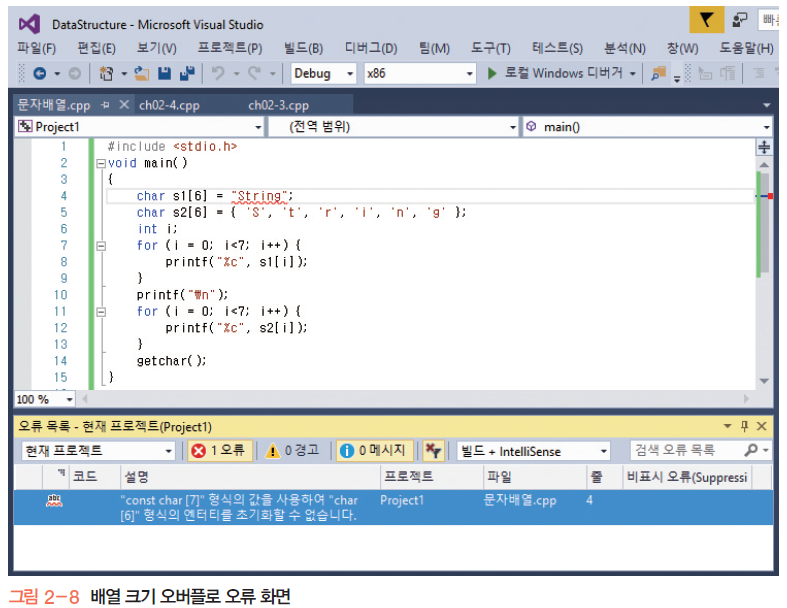 DataStructure - Microsoft Visual Studio
파일(F) 편집(E) 보기(V) 프로젝트(P) 빌드(B) 디버그(D) 팀(M) 도구(T) 테스트(S) 분석(N) 창(W) 도움말(H)
Debug x86 로컬 Windows 디버거
문자배열.cpp ch02-4.cpp ch02-3.cpp
Project1 (전역 범위) main()
1 #include <stdio.h>
2 void main()
3 {
4 char s1[6] = "String";
5 char s2[6] = { 'S', 't', 'r', 'i', 'n', 'g' };
6 int i;
7 for (i = 0; i<7; i++) {
8 printf("%c", s1[i]);
9 }
10 printf("₩n");
11 for (i = 0; i<7; i++) {
12 printf("%c", s2[i]);
13 }
14 getchar();
15 }
100 %
오류 목록 - 현재 프로젝트(Project1)
현재 프로젝트 1 오류 0 경고 0 메시지 빌드 + IntelliSense 검색 오류 목록
코드 설명 프로젝트 파일 줄 비표시 오류(Suppressi
abc "const char [7]" 형식의 값을 사용하여 "char Project1 문자배열.cpp 4
[6]" 형식의 엔터티를 초기화할 수 없습니다.
그림 2-8 배열 크기 오버플로 오류 화면